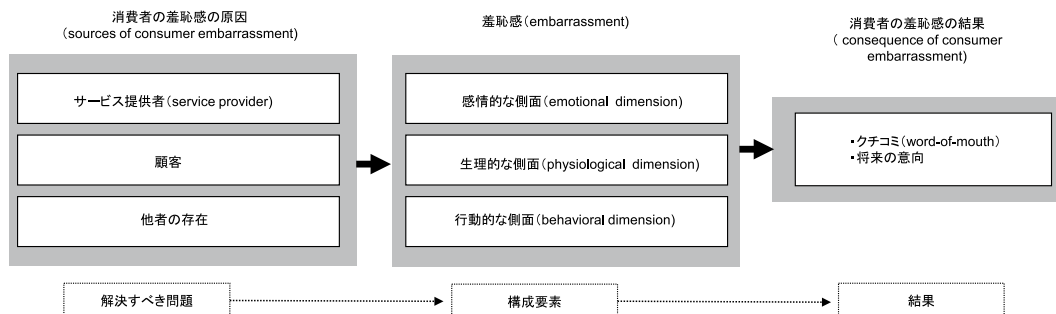 消費者の羞恥感の原因
(sources of consumer embarrassment)
サービス提供者(service provider)
顧客
他者の存在
羞恥感(embarrassment)
感情的な側面(emotional dimension)
生理的な側面(physiological dimension)
行動的な側面(behavioral dimension)
消費者の羞恥感の結果
( consequence of consumer
embarrassment)
・クチコミ(word-of-mouth)
・将来の意向
解決すべき問題
構成要素
結果